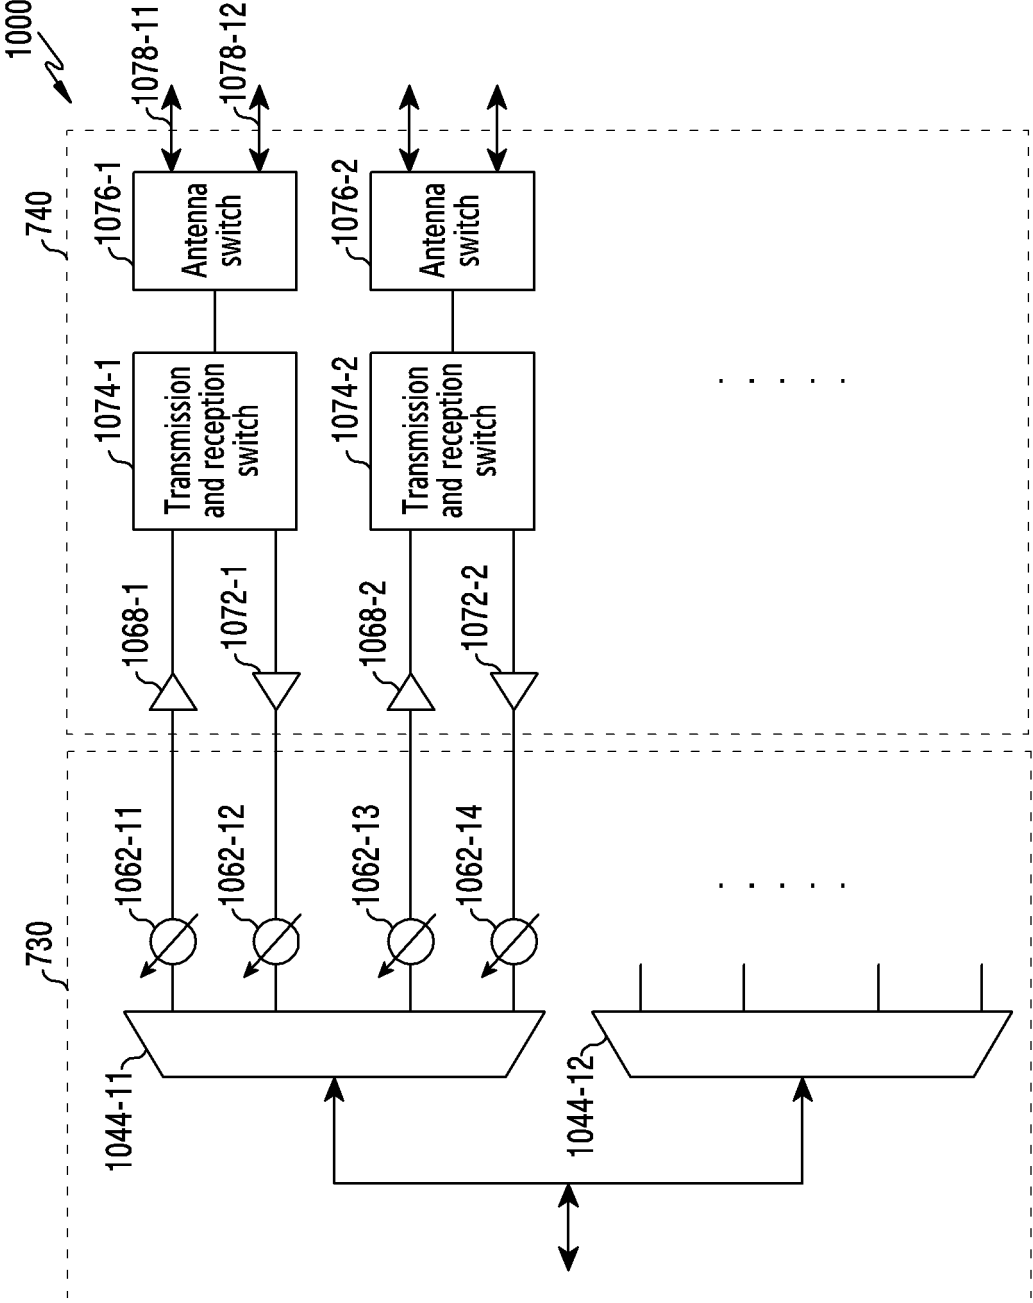 1000
730
740
1044-11
1062-11
1068-1
1074-1
Transmission
and reception
switch
1076-1
Antenna
switch
1078-11
1062-12
1072-1
1078-12
1062-13
1068-2
1074-2
Transmission
and reception
switch
1076-2
Antenna
switch
1062-14
1072-2
1044-12